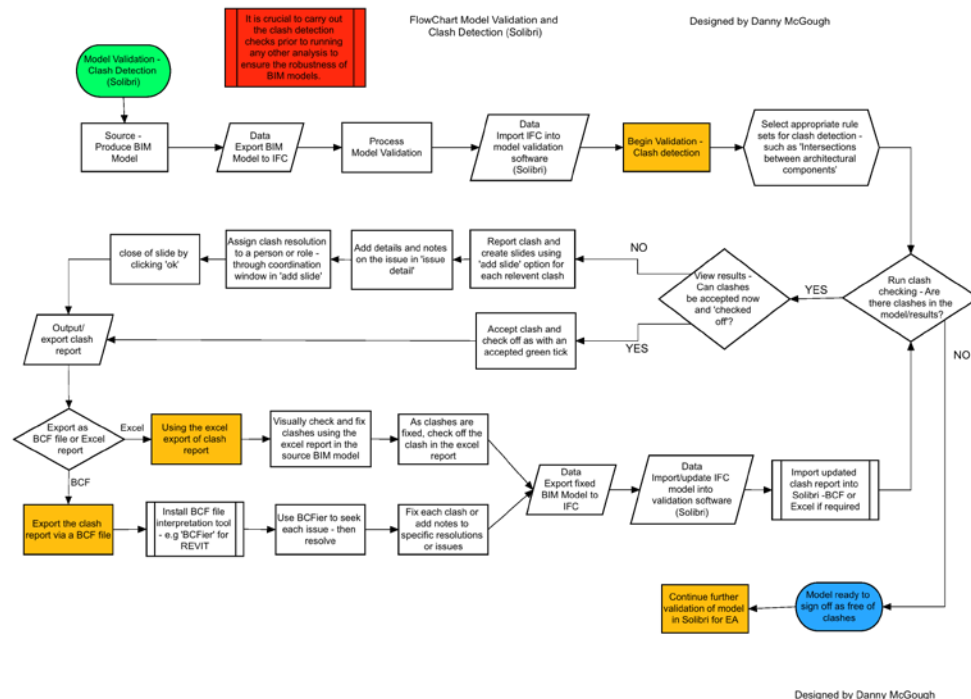 It is crucial to carry out
the clash detection
checks prior to running
any other analysis to
ensure the robustness of
BIM models.
FlowChart Model Validation and
Clash Detection (Solibri)
Designed by Danny McGough
Model Validation -
Clash Detection
(Solibri)
Source -
Produce BIM
Model
Data
Export BIM
Model to IFC
Process
Model Validation
Data
Import IFC into
model validation
software
(Solibri)
Begin Validation -
Clash detection
Select appropriate rule
sets for clash detection -
such as 'Intersections
between architectural
components'
close of slide by
clicking 'ok'
Assign clash resolution
to a person or role -
through coordination
window in 'add slide'
Add details and notes
on the issue in 'issue
detail'
Report clash and
create slides using
'add slide' option for
each relevent clash
NO
View results -
Can clashes
be accepted now
and 'checked
off'?
YES
Run clash
checking - Are
there clashes in the
model/results?
Output/
export clash
report
Accept clash and
check off as with an
accepted green tick
YES
NO
Export as
BCF file or Excel
report
Excel
Using the excel
export of clash
report
Visually check and fix
clashes using the
excel report in the
source BIM model
As clashes are
fixed, check off the
clash in the excel
report
BCF
Export the clash
report via a BCF file
Install BCF file
interpretation tool
- e.g 'BCFier' for
REVIT
Use BCFier to seek
each issue - then
resolve
Fix each clash or
add notes to
specific resolutions
or issues
Data
Export fixed
BIM Model to
IFC
Data
Import/update IFC
model into
validation software
(Solibri)
Import updated
clash report into
Solibri -BCF or
Excel if required
Continue further
validation of model
in Solibri for EA
Model ready to
sign off as free of
clashes
Designed by Danny McGough